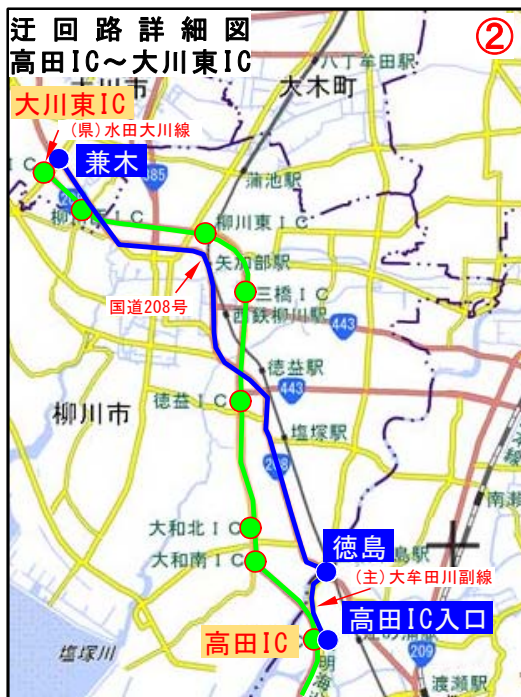 迂回路詳細図
高田IC～大川東IC
②
大川市
八丁牟田駅
大木町
大川東IC
(県)水田大川線
兼木
385
蒲池駅
208
柳川東IC
矢加部駅
国道208号
三橋IC
西鉄柳川駅
443
徳益駅
443
徳益IC
柳川市
塩塚駅
208
大和北IC
徳島
大和南IC
(主)大牟田川副線
高田IC入口
高田IC
塩塚川
209
渡瀬駅